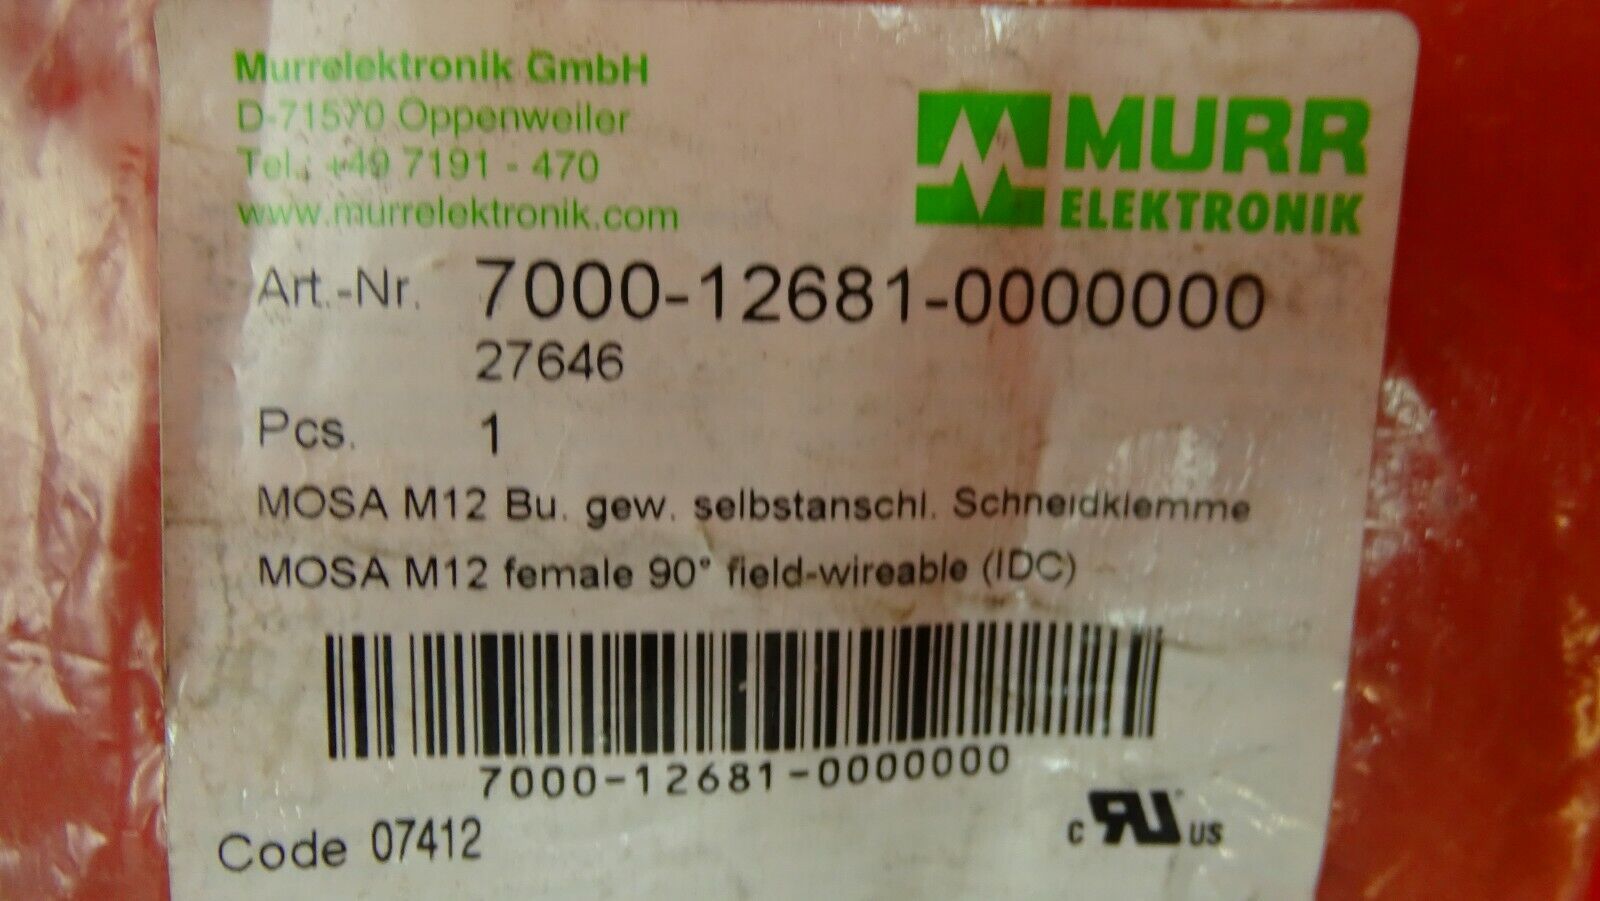 Murrelektronik GmbH
D-71570 Oppenweiler
Tel.: +49 7191 - 470
www.murrelektronik.com
MURR
ELEKTRONIK
Art.-Nr. 7000-12681-0000000
27646
Pcs. 1
MOSA M12 Bu. gew. selbstanschl. Schneidklemme
MOSA M12 female 90° field-wireable (IDC)
7000-12681-0000000
Code 07412
c RU US